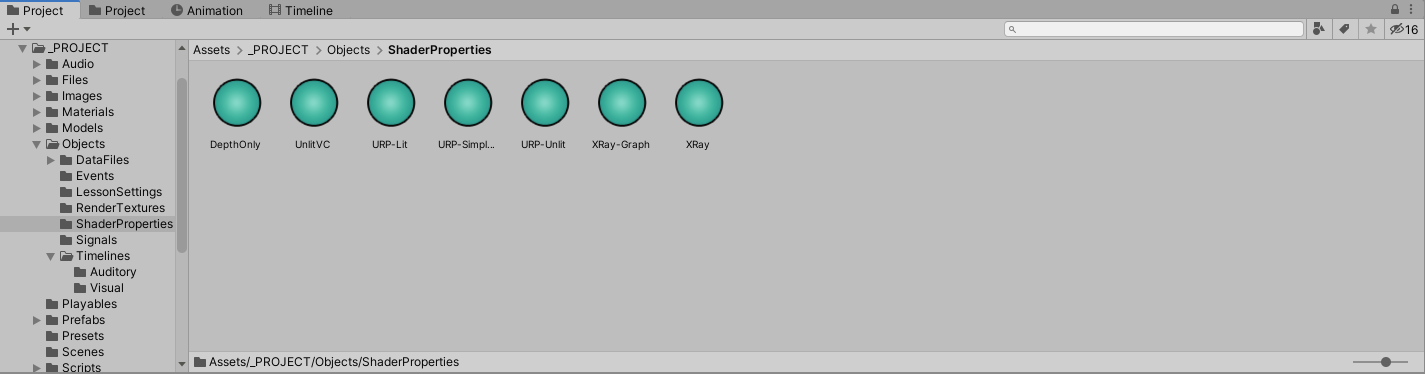 Project Project Animation Timeline
16
_PROJECT
Audio
Files
Images
Materials
Models
Objects
DataFiles
Events
LessonSettings
RenderTextures
ShaderProperties
Signals
Timelines
Auditory
Visual
Playables
Prefabs
Presets
Scenes
Scripts
Assets > _PROJECT > Objects > ShaderProperties
DepthOnly UnlitVC URP-Lit URP-Simpl... URP-Unlit XRay-Graph XRay
Assets/_PROJECT/Objects/ShaderProperties